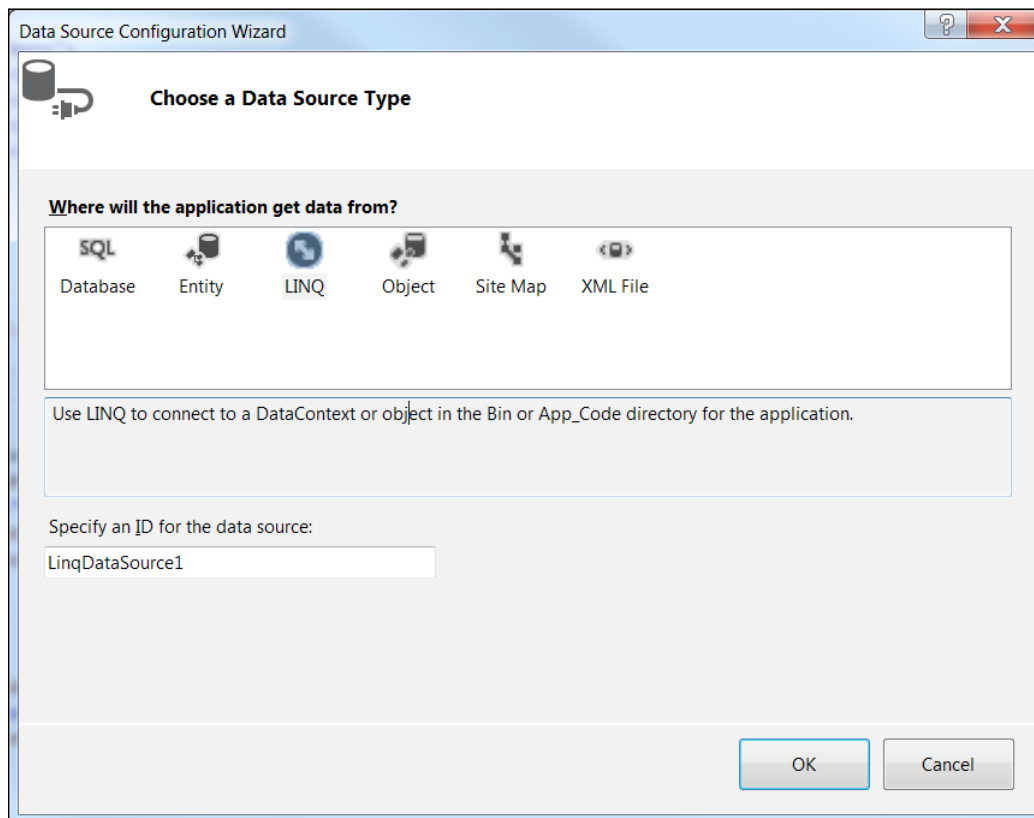 Data Source Configuration Wizard
? X
Choose a Data Source Type
Where will the application get data from?
SQL
Database Entity LINQ Object Site Map XML File
Use LINQ to connect to a DataContext or object in the Bin or App_Code directory for the application.
Specify an ID for the data source:
LinqDataSource1
OK Cancel